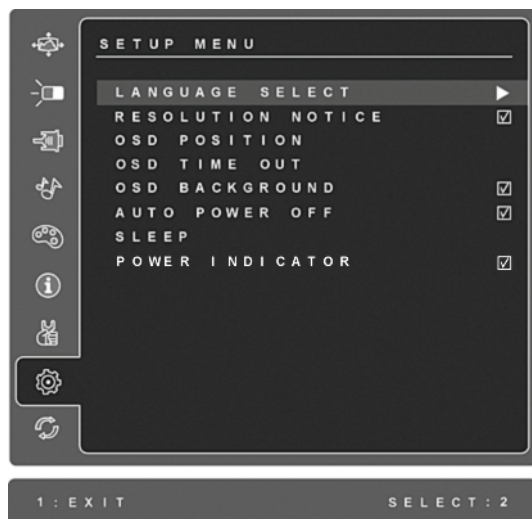 SETUP MENU
LANGUAGE SELECT
RESOLUTION NOTICE
OSD POSITION
OSD TIME OUT
OSD BACKGROUND
AUTO POWER OFF
SLEEP
POWER INDICATOR
1:EXIT SELECT:2